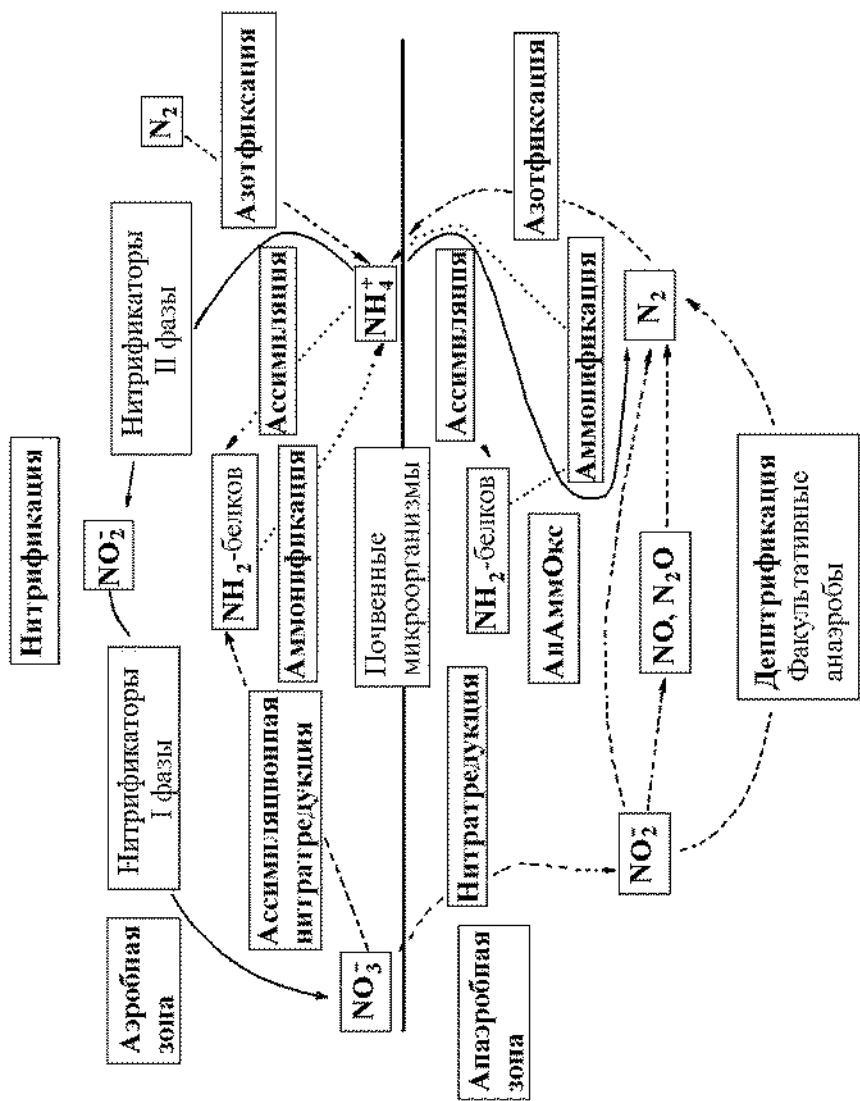 Нитрификация
Аэробная
зона
Нитрификаторы
I фазы
NO₂⁻
Нитрификаторы
II фазы
N₂
Ассимиляционная
нитратредукция
NH₂-белков
Ассимиляция
Азотфиксация
Аммонификация
NO₃⁻
NH₄⁺
Почвенные
микроорганизмы
Анаэробная
зона
Нитратредукция
NH₂-белков
Ассимиляция
АнАммОкс
Аммонификация
Азотфиксация
NO₂⁻
NO, N₂O
N₂
Денитрификация
Факультативные
анаэробы